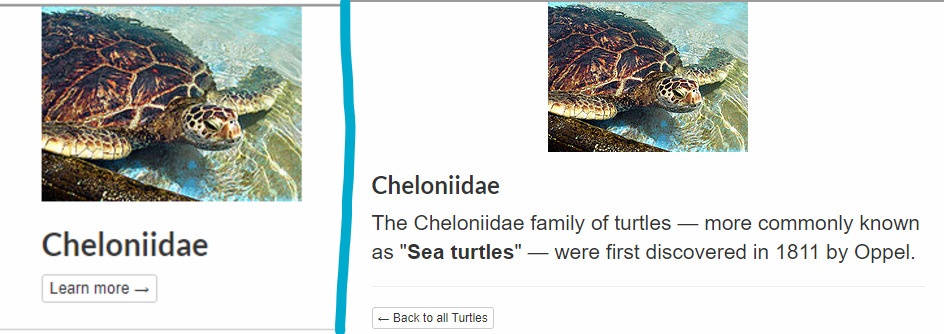 Cheloniidae
Learn more →
Cheloniidae
The Cheloniidae family of turtles — more commonly known
as "Sea turtles" — were first discovered in 1811 by Oppel.
← Back to all Turtles